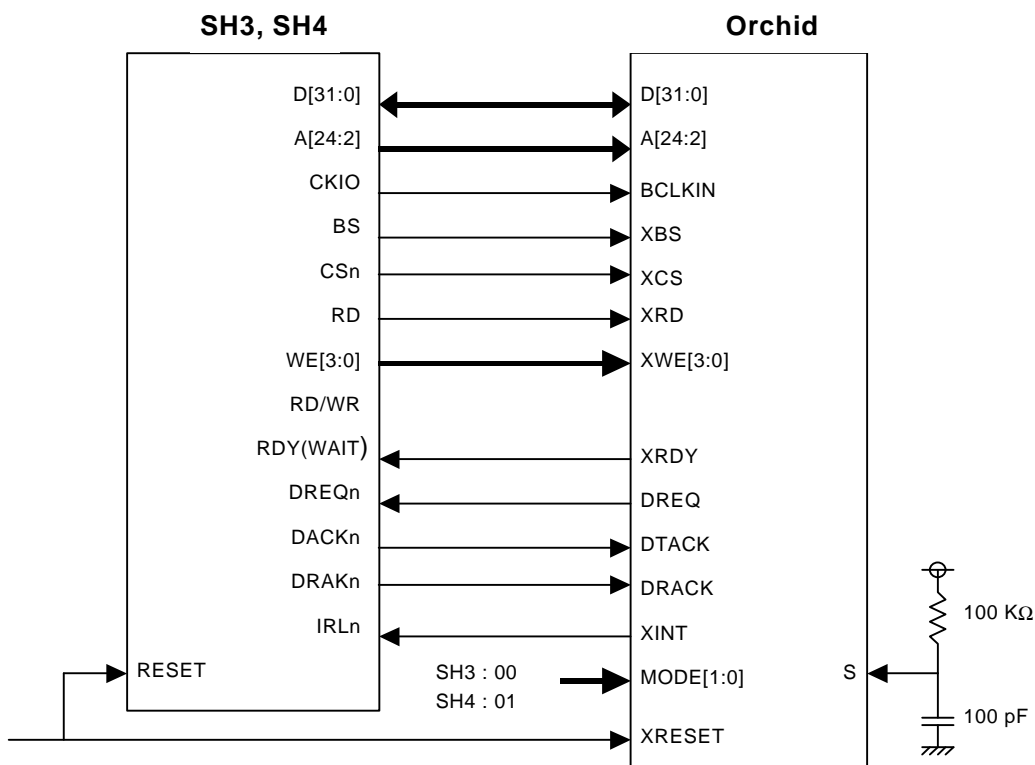 SH3, SH4 Orchid
D[31:0] D[31:0]
A[24:2] A[24:2]
CKIO BCLKIN
BS XBS
CSn XCS
RD XRD
WE[3:0] XWE[3:0]
RD/WR
RDY(WAIT) XRDY
DREQn DREQ
DACKn DTACK
DRAKn DRACK
100 KΩ
IRLn XINT
RESET SH3 : 00 MODE[1:0] S
SH4 : 01
100 pF
XRESET